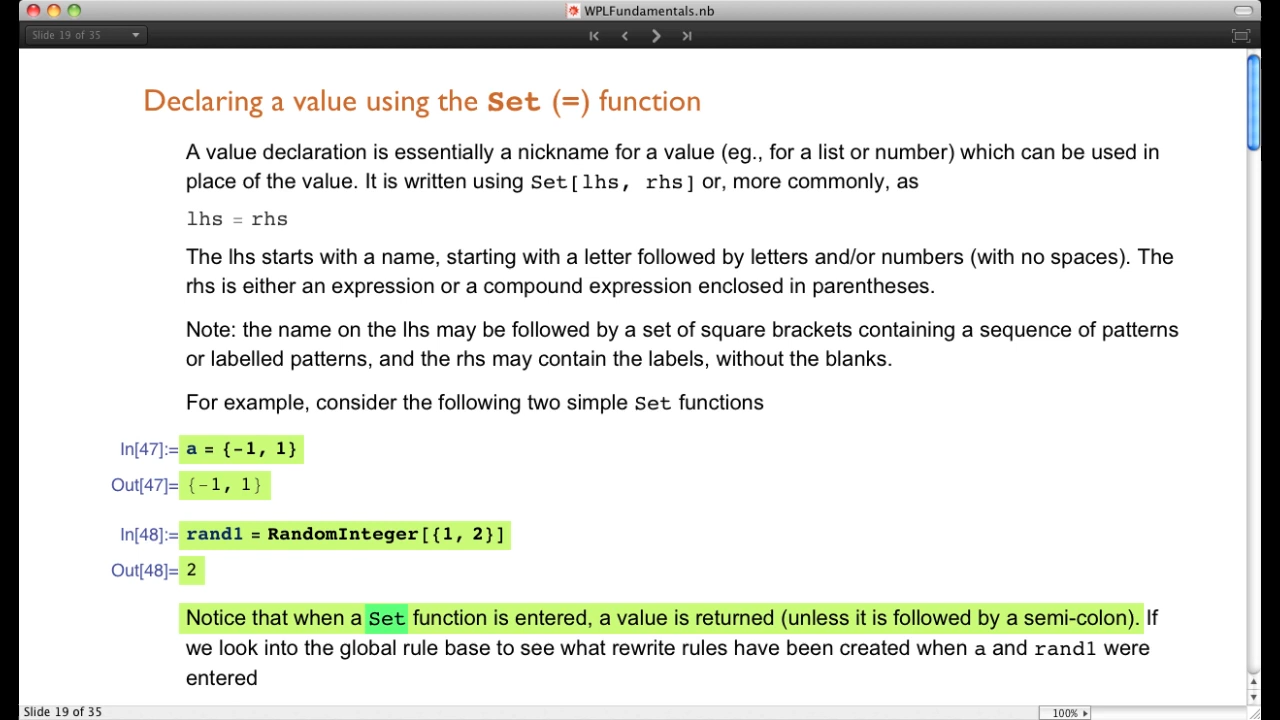 WPLFundamentals.nb
Slide 19 of 35
Declaring a value using the Set (=) function
A value declaration is essentially a nickname for a value (eg., for a list or number) which can be used in
place of the value. It is written using Set[lhs, rhs] or, more commonly, as
lhs = rhs
The lhs starts with a name, starting with a letter followed by letters and/or numbers (with no spaces). The
rhs is either an expression or a compound expression enclosed in parentheses.
Note: the name on the lhs may be followed by a set of square brackets containing a sequence of patterns
or labelled patterns, and the rhs may contain the labels, without the blanks.
For example, consider the following two simple Set functions
In[47]:= a = {-1, 1}
Out[47]= {-1, 1}
In[48]:= rand1 = RandomInteger[{1, 2}]
Out[48]= 2
Notice that when a Set function is entered, a value is returned (unless it is followed by a semi-colon). If
we look into the global rule base to see what rewrite rules have been created when a and rand1 were
entered
Slide 19 of 35
100%